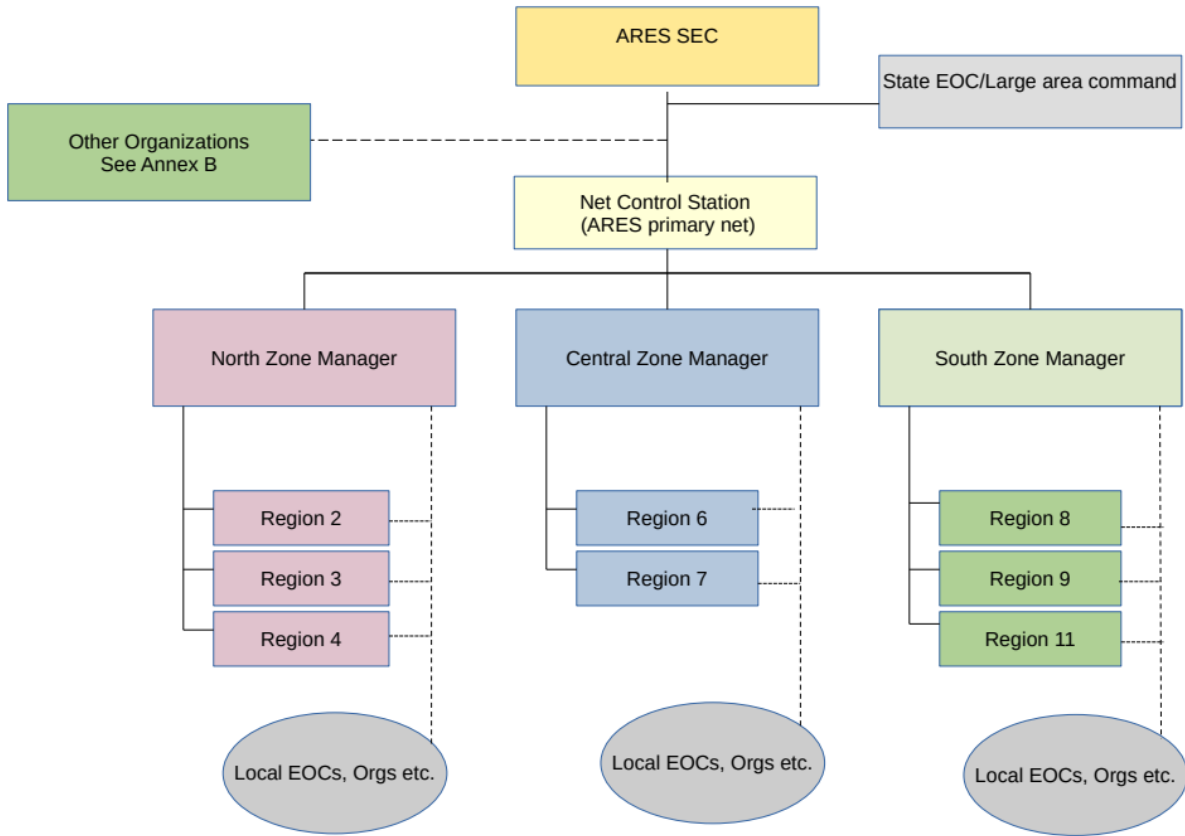 ARES SEC
State EOC/Large area command
Other Organizations
See Annex B
Net Control Station
(ARES primary net)
North Zone Manager
Central Zone Manager
South Zone Manager
Region 2
Region 3
Region 4
Region 6
Region 7
Region 8
Region 9
Region 11
Local EOCs, Orgs etc.
Local EOCs, Orgs etc.
Local EOCs, Orgs etc.